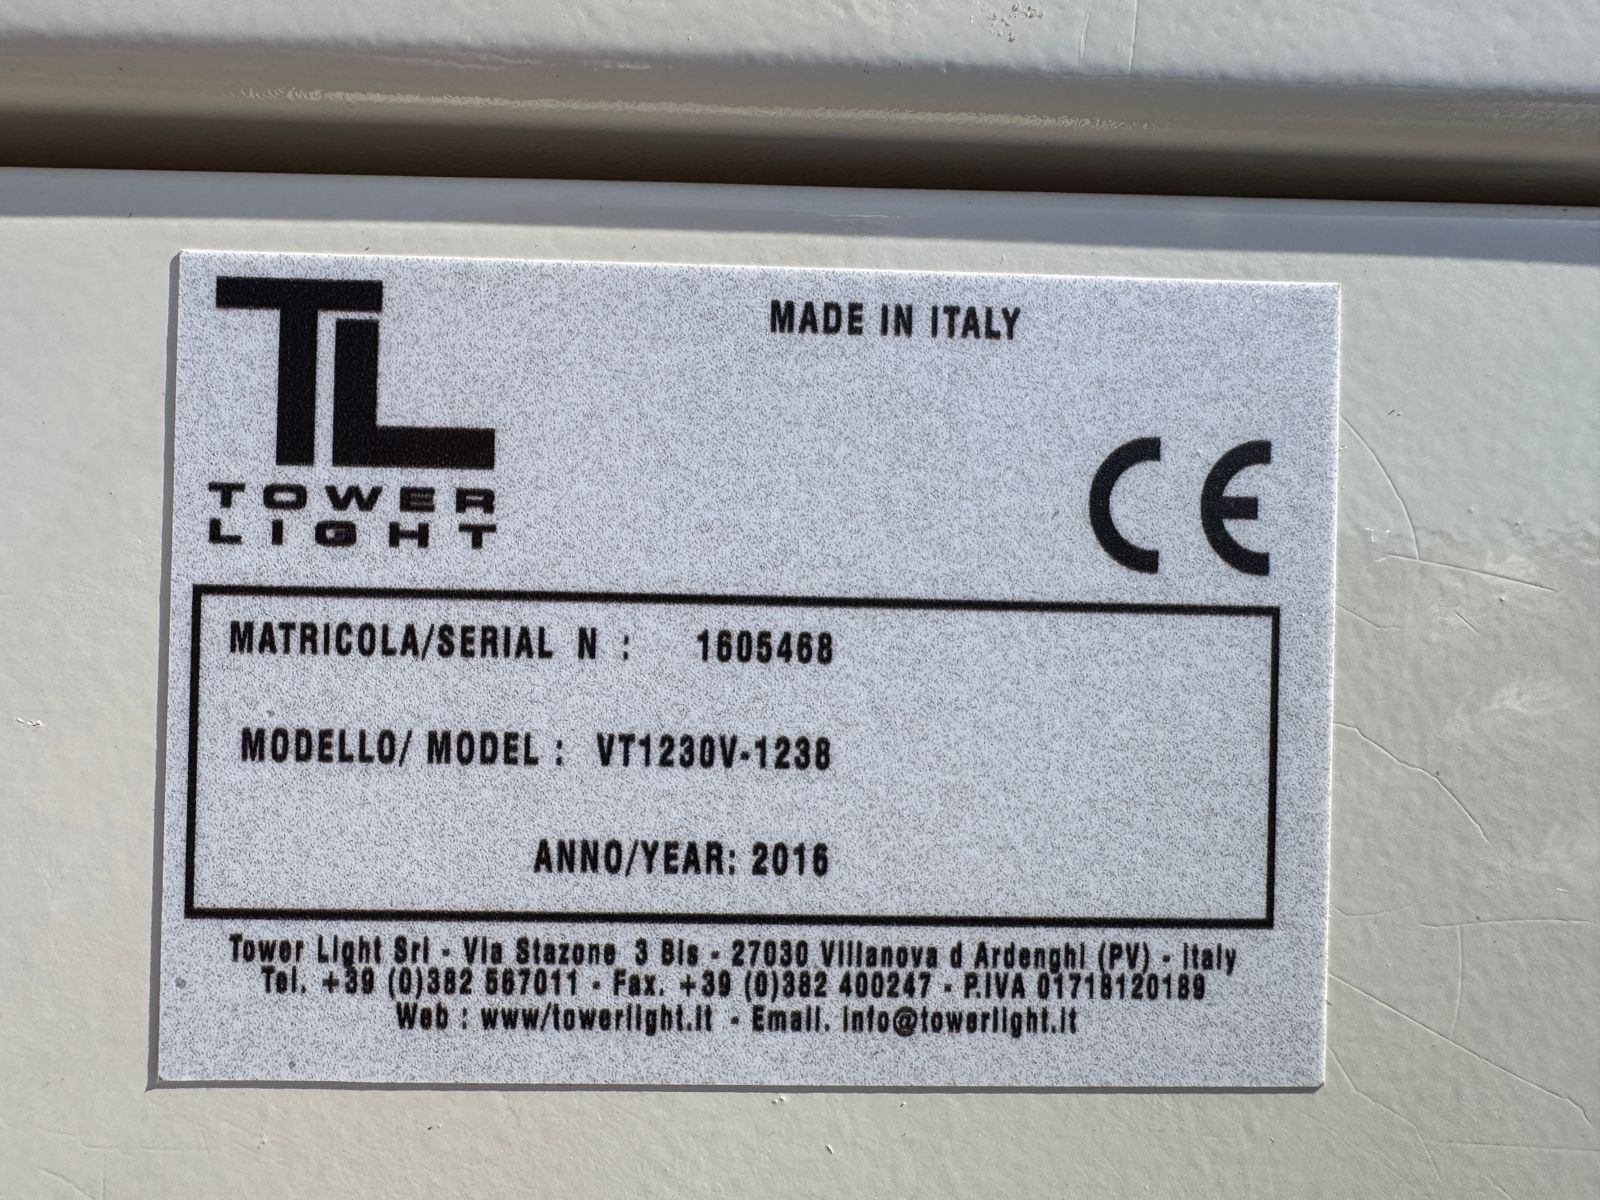 TL
TOWER
LIGHT
MADE IN ITALY
CE
MATRICOLA/SERIAL N : 1605468
MODELLO/ MODEL : VT1230V-1238
ANNO/YEAR: 2016
Tower Light Srl - Via Stazone 3 Bis - 27030 Villanova d Ardenghi (PV) - Italy
Tel. +39 (0)382 567011 - Fax. +39 (0)382 400247 - P.IVA 01718120189
Web : www/towerlight.it - Email. info@towerlight.it